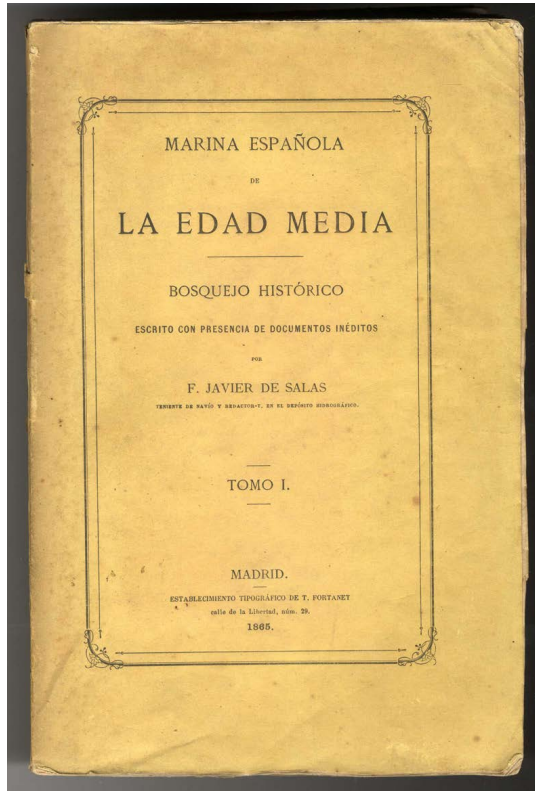 MARINA ESPAÑOLA
DE
LA EDAD MEDIA
BOSQUEJO HISTÓRICO
ESCRITO CON PRESENCIA DE DOCUMENTOS INÉDITOS
POR
F. JAVIER DE SALAS
TENIENTE DE NAVÍO Y REDACTOR-T. EN EL DEPÓSITO HIDROGRÁFICO.
TOMO I.
MADRID.
ESTABLECIMIENTO TIPOGRÁFICO DE T. FORTANET
calle de la Libertad, núm. 29.
1865.